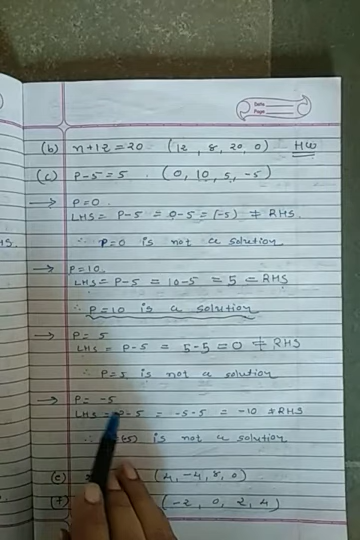 Date
Page
(b) n+12=20 (12, 8, 20, 0) HW
(c) P-5=5 (0, 10, 5, -5)
→ P=0
LHS = P-5 = 0-5 = (-5) ≠ RHS.
∴ P=0 is not a solution
→ P=10
LHS = P-5 = 10-5 = 5 = RHS
∴ P=10 is a solution
→ P= 5
LHS = P-5 = 5-5=0 ≠ RHS
∴ P=5 is not a solution
→ P= -5
LHS = P-5 = -5-5 = -10 ≠ RHS
∴ is not a solution
(e) (4, -4, 8, 0)
(f) (-2, 0, 2, 4)